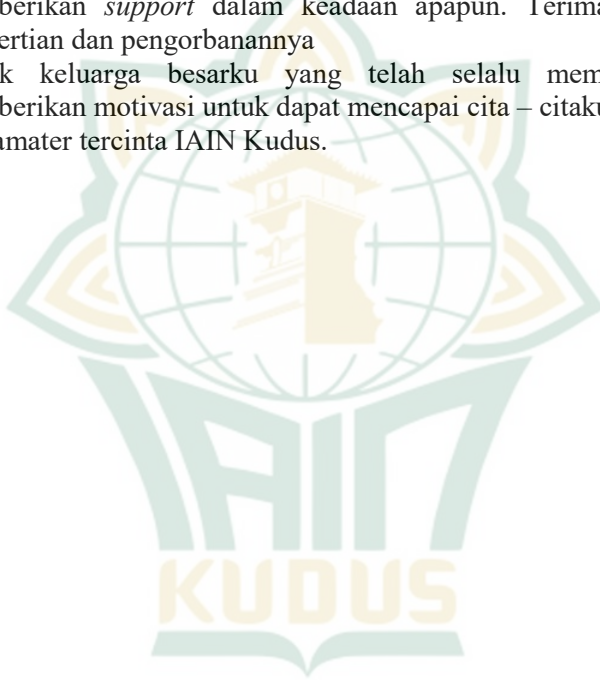 berikan support dalam keadaan apapun. Terima
ertian dan pengorbanannya
k keluarga besarku yang telah selalu mem
berikan motivasi untuk dapat mencapai cita – citaku
amater tercinta IAIN Kudus.
IAIN
KUDUS